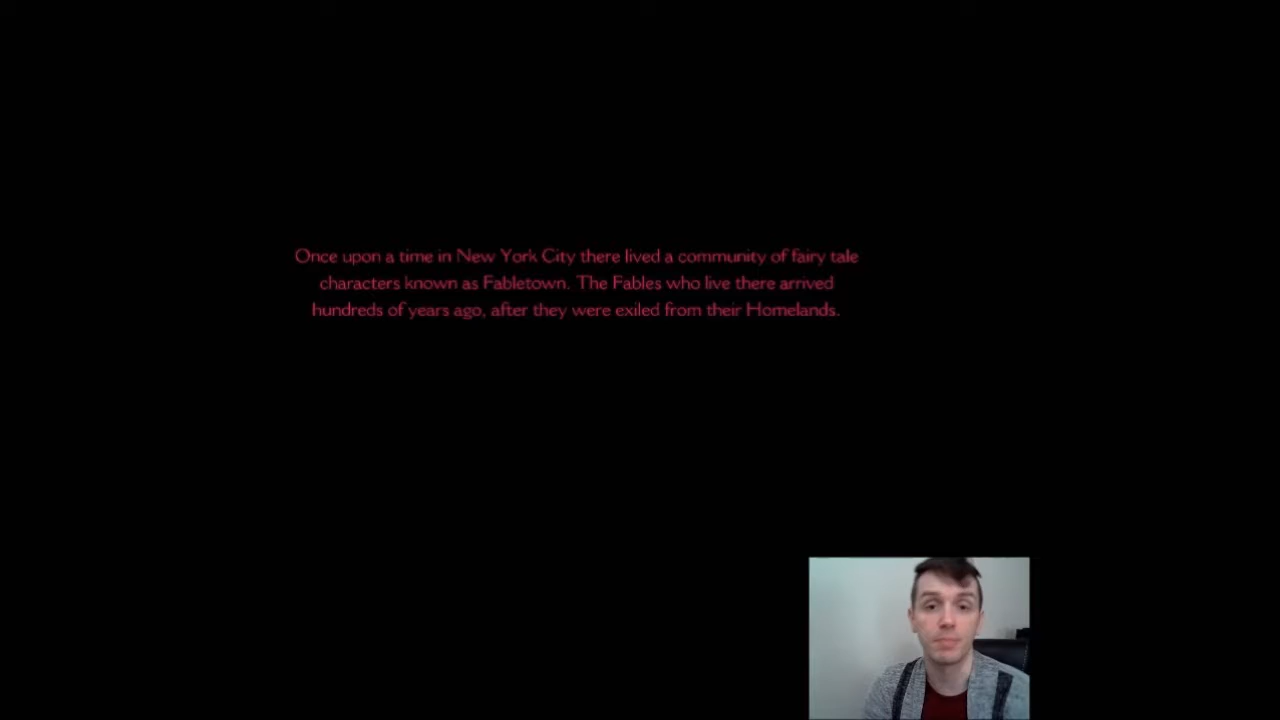 Once upon a time in New York City there lived a community of fairy tale
characters known as Fabletown. The Fables who live there arrived
hundreds of years ago, after they were exiled from their Homelands.